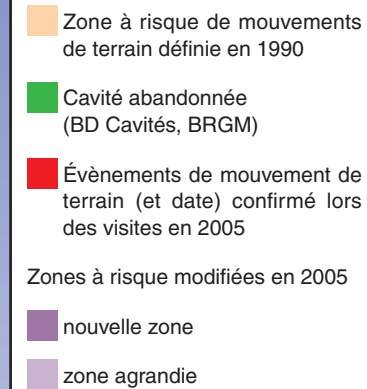 Zone à risque de mouvements
de terrain définie en 1990
Cavité abandonnée
(BD Cavités, BRGM)
Évènements de mouvement de
terrain (et date) confirmé lors
des visites en 2005
Zones à risque modifiées en 2005
nouvelle zone
zone agrandie